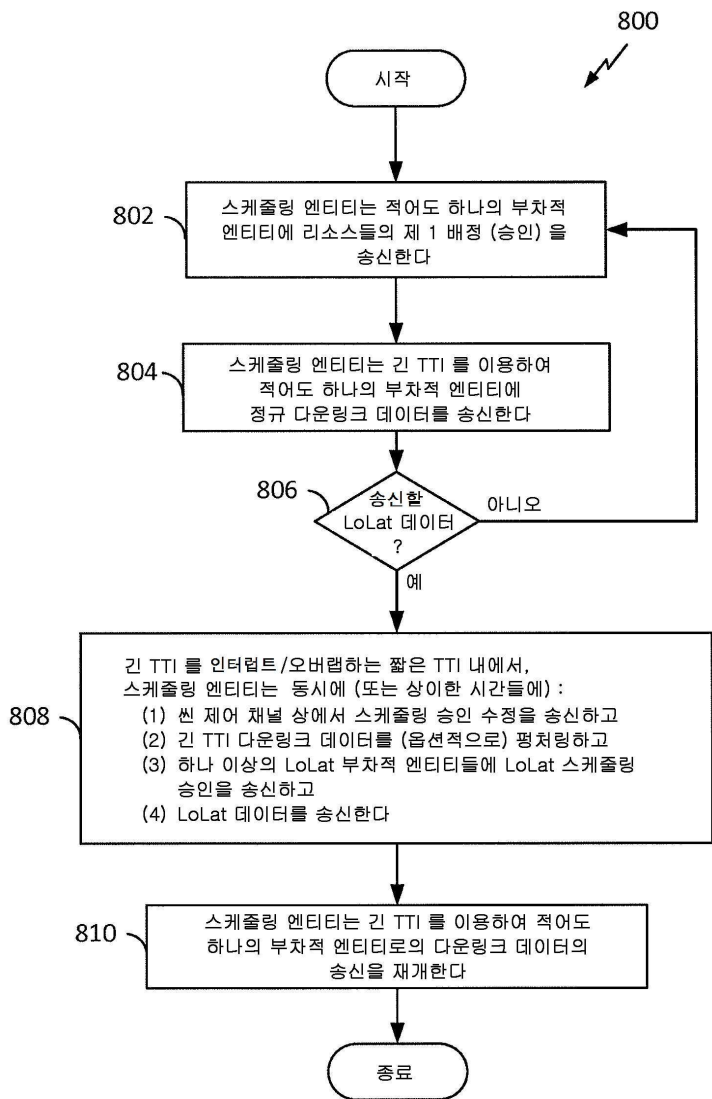 800
시작
802
스케줄링 엔티티는 적어도 하나의 부차적
엔티티에 리소스들의 제 1 배정 (승인) 을
송신한다
804
스케줄링 엔티티는 긴 TTI 를 이용하여
적어도 하나의 부차적 엔티티에
정규 다운링크 데이터를 송신한다
806
송신할
LoLat 데이터
?
아니오
예
808
긴 TTI 를 인터럽트/오버랩하는 짧은 TTI 내에서,
스케줄링 엔티티는 동시에 (또는 상이한 시간들에) :
(1) 씬 제어 채널 상에서 스케줄링 승인 수정을 송신하고
(2) 긴 TTI 다운링크 데이터를 (옵션적으로) 펑처링하고
(3) 하나 이상의 LoLat 부차적 엔티티들에 LoLat 스케줄링
승인을 송신하고
(4) LoLat 데이터를 송신한다
810
스케줄링 엔티티는 긴 TTI 를 이용하여 적어도
하나의 부차적 엔티티로의 다운링크 데이터의
송신을 재개한다
종료